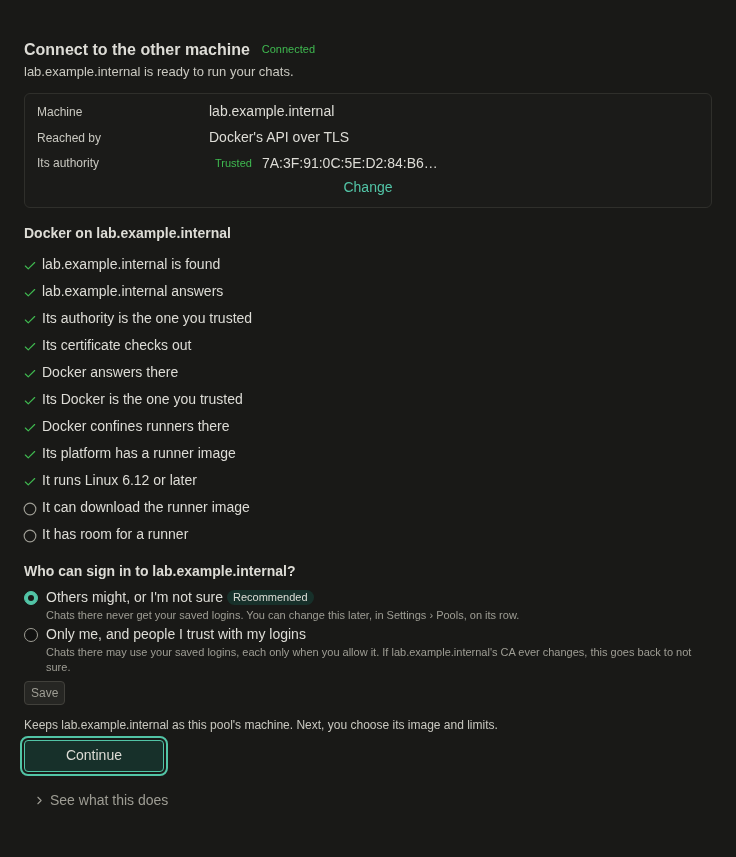 Connect to the other machine Connected
lab.example.internal is ready to run your chats.
Machine lab.example.internal
Reached by Docker's API over TLS
Its authority Trusted 7A:3F:91:0C:5E:D2:84:B6…
Change
Docker on lab.example.internal
lab.example.internal is found
lab.example.internal answers
Its authority is the one you trusted
Its certificate checks out
Docker answers there
Its Docker is the one you trusted
Docker confines runners there
Its platform has a runner image
It runs Linux 6.12 or later
It can download the runner image
It has room for a runner
Who can sign in to lab.example.internal?
Others might, or I'm not sure Recommended
Chats there never get your saved logins. You can change this later, in Settings › Pools, on its row.
Only me, and people I trust with my logins
Chats there may use your saved logins, each only when you allow it. If lab.example.internal's CA ever changes, this goes back to not
sure.
Save
Keeps lab.example.internal as this pool's machine. Next, you choose its image and limits.
Continue
See what this does